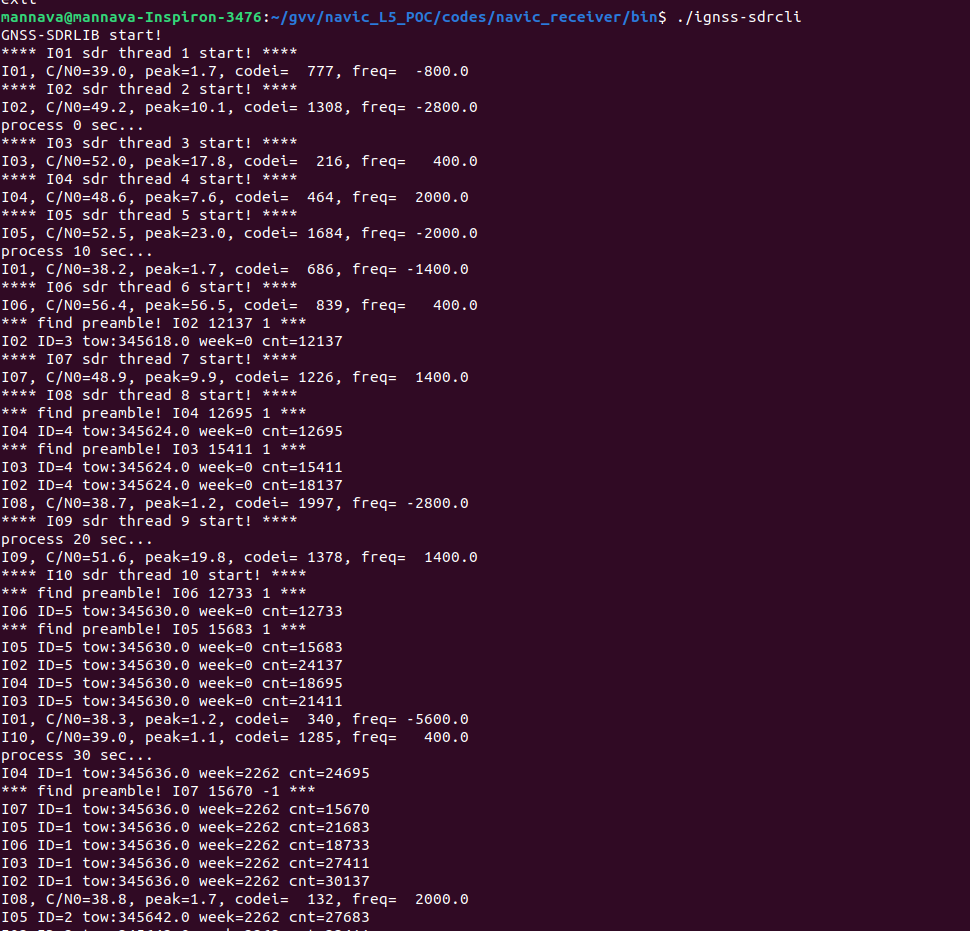 exit
mannava@mannava-Inspiron-3476:~/gvv/navic_L5_POC/codes/navic_receiver/bin$ ./ignss-sdrcli
GNSS-SDRLIB start!
**** I01 sdr thread 1 start! ****
I01, C/N0=39.0, peak=1.7, codei=  777, freq=  -800.0
**** I02 sdr thread 2 start! ****
I02, C/N0=49.2, peak=10.1, codei= 1308, freq= -2800.0
process 0 sec...
**** I03 sdr thread 3 start! ****
I03, C/N0=52.0, peak=17.8, codei=  216, freq=   400.0
**** I04 sdr thread 4 start! ****
I04, C/N0=48.6, peak=7.6, codei=  464, freq=  2000.0
**** I05 sdr thread 5 start! ****
I05, C/N0=52.5, peak=23.0, codei= 1684, freq= -2000.0
process 10 sec...
I01, C/N0=38.2, peak=1.7, codei=  686, freq= -1400.0
**** I06 sdr thread 6 start! ****
I06, C/N0=56.4, peak=56.5, codei=  839, freq=   400.0
*** find preamble! I02 12137 1 ***
I02 ID=3 tow:345618.0 week=0 cnt=12137
**** I07 sdr thread 7 start! ****
I07, C/N0=48.9, peak=9.9, codei= 1226, freq=  1400.0
**** I08 sdr thread 8 start! ****
*** find preamble! I04 12695 1 ***
I04 ID=4 tow:345624.0 week=0 cnt=12695
*** find preamble! I03 15411 1 ***
I03 ID=4 tow:345624.0 week=0 cnt=15411
I02 ID=4 tow:345624.0 week=0 cnt=18137
I08, C/N0=38.7, peak=1.2, codei= 1997, freq= -2800.0
**** I09 sdr thread 9 start! ****
process 20 sec...
I09, C/N0=51.6, peak=19.8, codei= 1378, freq=  1400.0
**** I10 sdr thread 10 start! ****
*** find preamble! I06 12733 1 ***
I06 ID=5 tow:345630.0 week=0 cnt=12733
*** find preamble! I05 15683 1 ***
I05 ID=5 tow:345630.0 week=0 cnt=15683
I02 ID=5 tow:345630.0 week=0 cnt=24137
I04 ID=5 tow:345630.0 week=0 cnt=18695
I03 ID=5 tow:345630.0 week=0 cnt=21411
I01, C/N0=38.3, peak=1.2, codei=  340, freq= -5600.0
I10, C/N0=39.0, peak=1.1, codei= 1285, freq=   400.0
process 30 sec...
I04 ID=1 tow:345636.0 week=2262 cnt=24695
*** find preamble! I07 15670 -1 ***
I07 ID=1 tow:345636.0 week=2262 cnt=15670
I05 ID=1 tow:345636.0 week=2262 cnt=21683
I06 ID=1 tow:345636.0 week=2262 cnt=18733
I03 ID=1 tow:345636.0 week=2262 cnt=27411
I02 ID=1 tow:345636.0 week=2262 cnt=30137
I08, C/N0=38.8, peak=1.7, codei=  132, freq=  2000.0
I05 ID=2 tow:345642.0 week=2262 cnt=27683